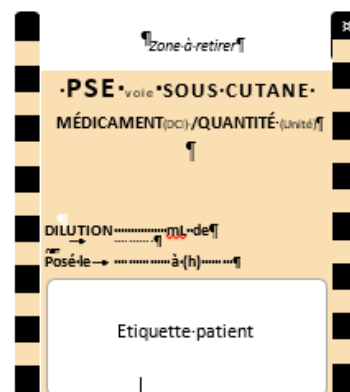 Zone à retirer
PSE voie SOUS-CUTANE
MÉDICAMENT(DCI)/QUANTITÉ (Unité)
DILUTION ............... mL de
...........
Posé le ............... à (h) ........
Etiquette patient